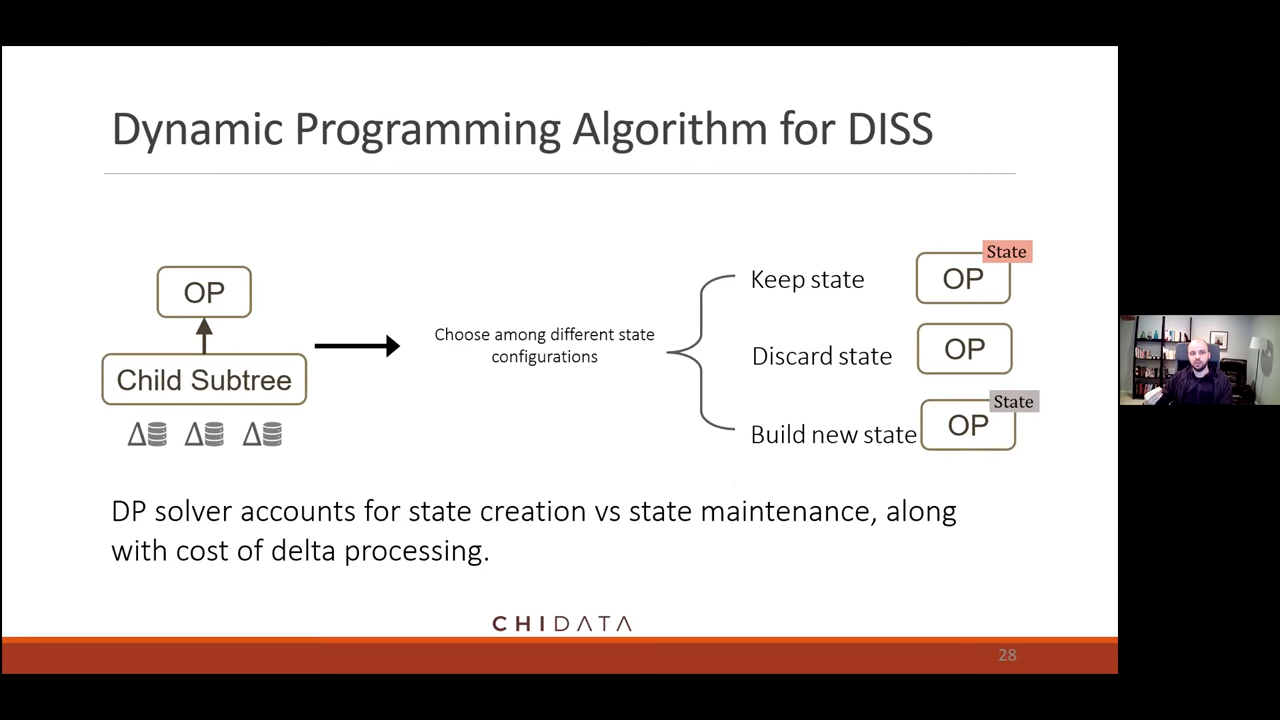 Dynamic Programming Algorithm for DISS
OP
Child Subtree
Δ Δ Δ
Choose among different state
configurations
Keep state
OP
State
Discard state
OP
Build new state
OP
State
DP solver accounts for state creation vs state maintenance, along
with cost of delta processing.
CHIDΛTΛ
28